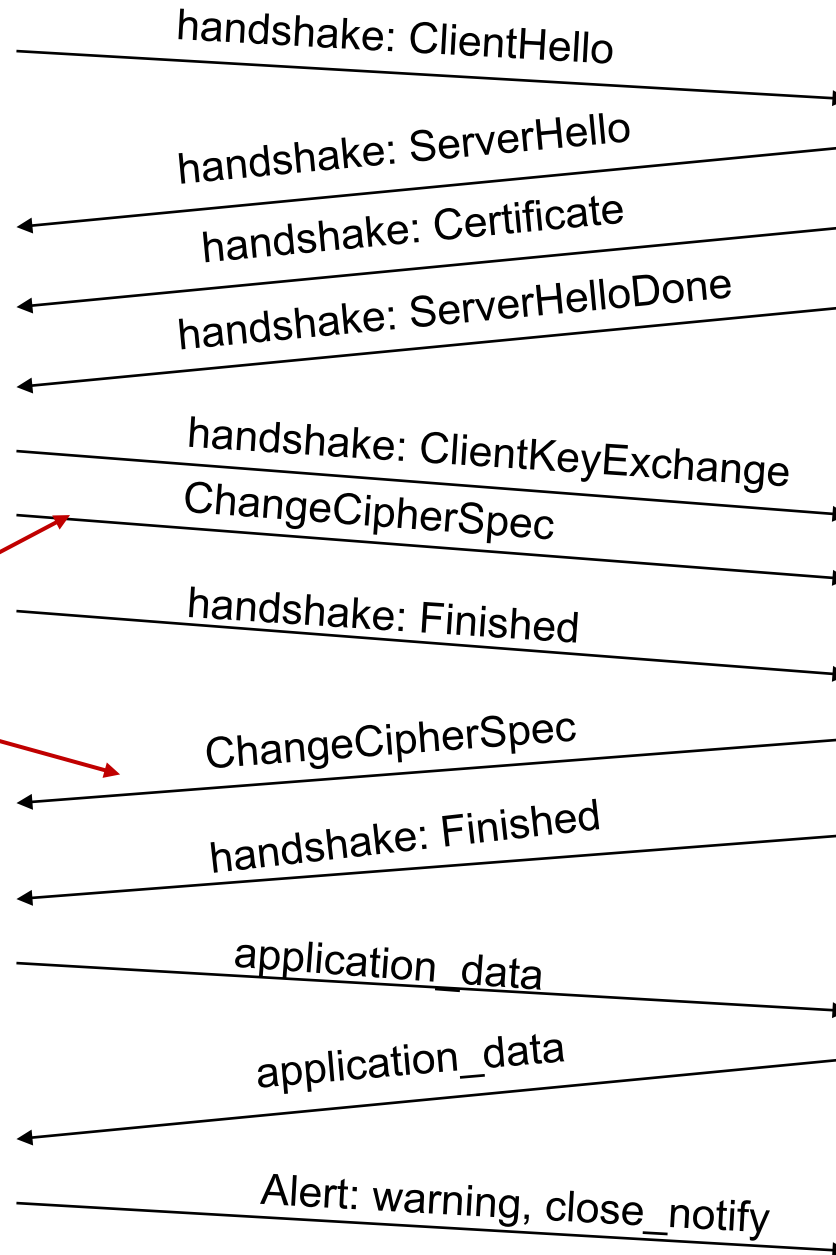 handshake: ClientHello
handshake: ServerHello
handshake: Certificate
handshake: ServerHelloDone
handshake: ClientKeyExchange
ChangeCipherSpec
handshake: Finished
ChangeCipherSpec
handshake: Finished
application_data
application_data
Alert: warning, close_notify